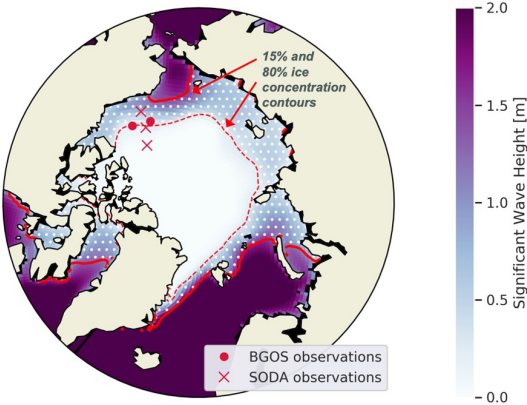 15% and
80% ice
concentration
contours
BGOS observations
SODA observations
2.0
1.5
1.0
0.5
0.0
Significant Wave Height [m]